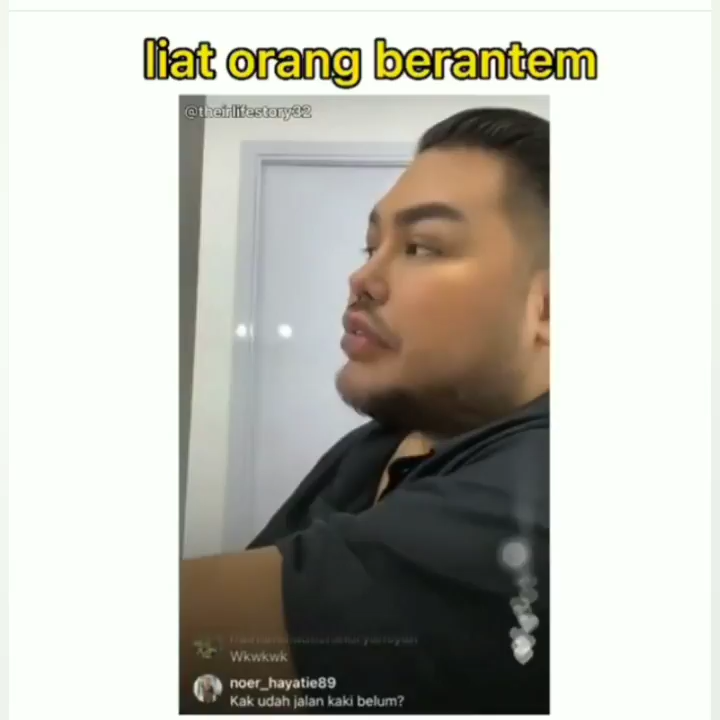 liat orang berantem
@theirlifestory32
Wkwkwk
noer_hayatie89
Kak udah jalan kaki belum?